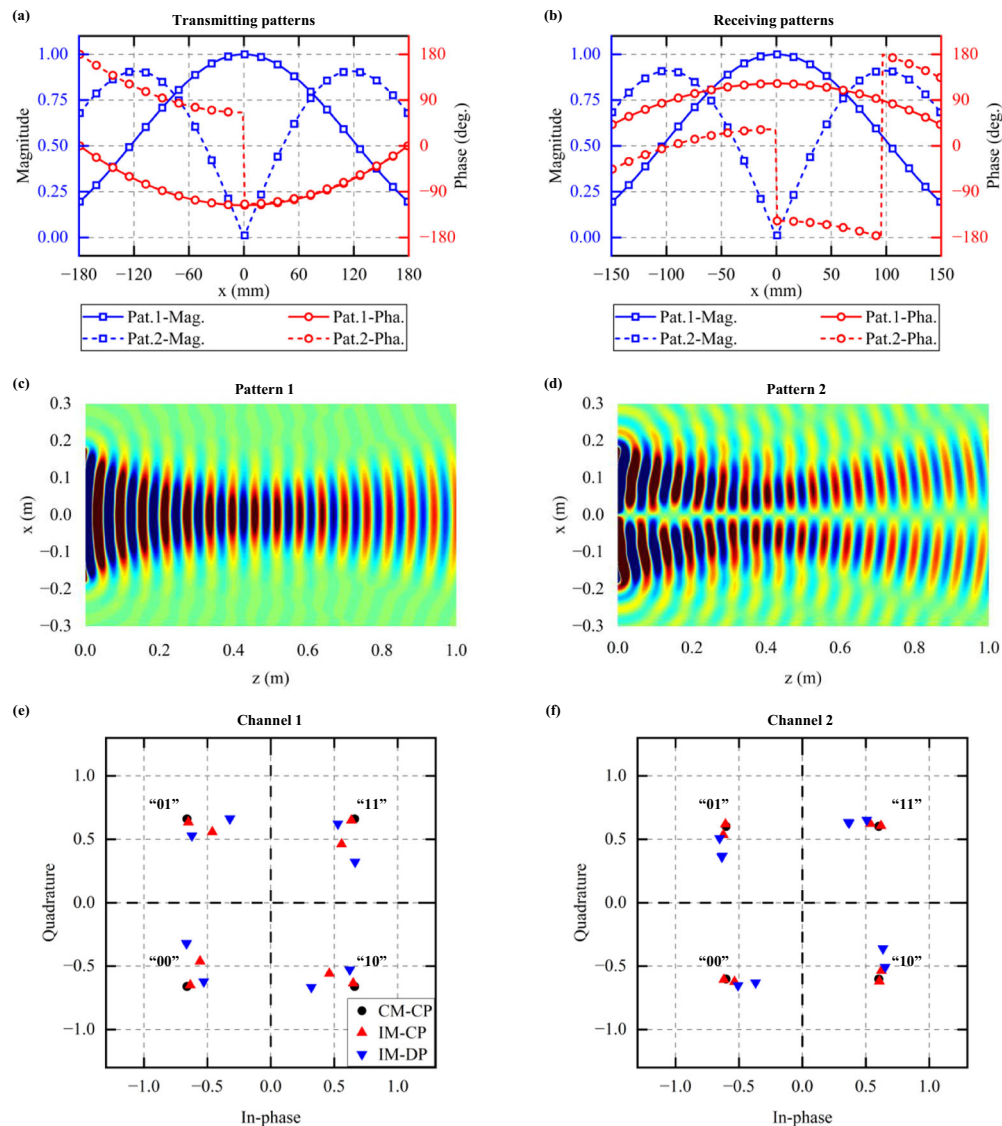 (a) Transmitting patterns
1.00
0.75
0.50
0.25
0.00
Magnitude
180
90
0
−90
−180
Phase (deg.)
−180 −120 −60 0 60 120 180
x (mm)
Pat.1-Mag. Pat.1-Pha.
Pat.2-Mag. Pat.2-Pha.
(b) Receiving patterns
1.00
0.75
0.50
0.25
0.00
Magnitude
180
90
0
−90
−180
Phase (deg.)
−150 −100 −50 0 50 100 150
x (mm)
Pat.1-Mag. Pat.1-Pha.
Pat.2-Mag. Pat.2-Pha.
(c) Pattern 1
0.3
0.2
0.1
0.0
−0.1
−0.2
−0.3
x (m)
0.0 0.2 0.4 0.6 0.8 1.0
z (m)
(d) Pattern 2
0.3
0.2
0.1
0.0
−0.1
−0.2
−0.3
x (m)
0.0 0.2 0.4 0.6 0.8 1.0
z (m)
(e) Channel 1
1.0
0.5
0.0
−0.5
−1.0
Quadrature
“01” “11”
“00” “10”
CM-CP
IM-CP
IM-DP
−1.0 −0.5 0.0 0.5 1.0
In-phase
(f) Channel 2
1.0
0.5
0.0
−0.5
−1.0
Quadrature
“01” “11”
“00” “10”
−1.0 −0.5 0.0 0.5 1.0
In-phase